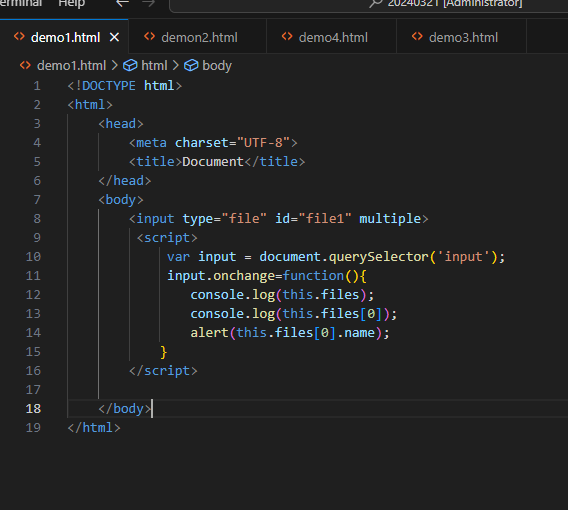 Help 20240321 [Administrator]
demo1.html demon2.html demo4.html demo3.html
demo1.html > html > body
1 <!DOCTYPE html>
2 <html>
3 <head>
4 <meta charset="UTF-8">
5 <title>Document</title>
6 </head>
7 <body>
8 <input type="file" id="file1" multiple>
9 <script>
10 var input = document.querySelector('input');
11 input.onchange=function(){
12 console.log(this.files);
13 console.log(this.files[0]);
14 alert(this.files[0].name);
15 }
16 </script>
17
18 </body>
19 </html>